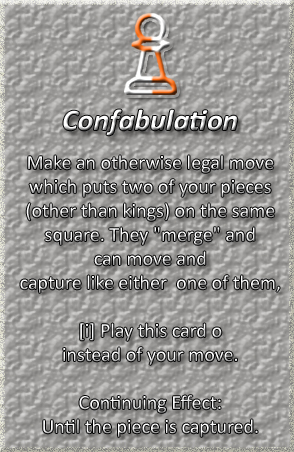 Confabulation
Make an otherwise legal move
which puts two of your pieces
(other than kings) on the same
square. They "merge" and
can move and
capture like either one of them,
[i] Play this card o
instead of your move.
Continuing Effect:
Until the piece is captured.